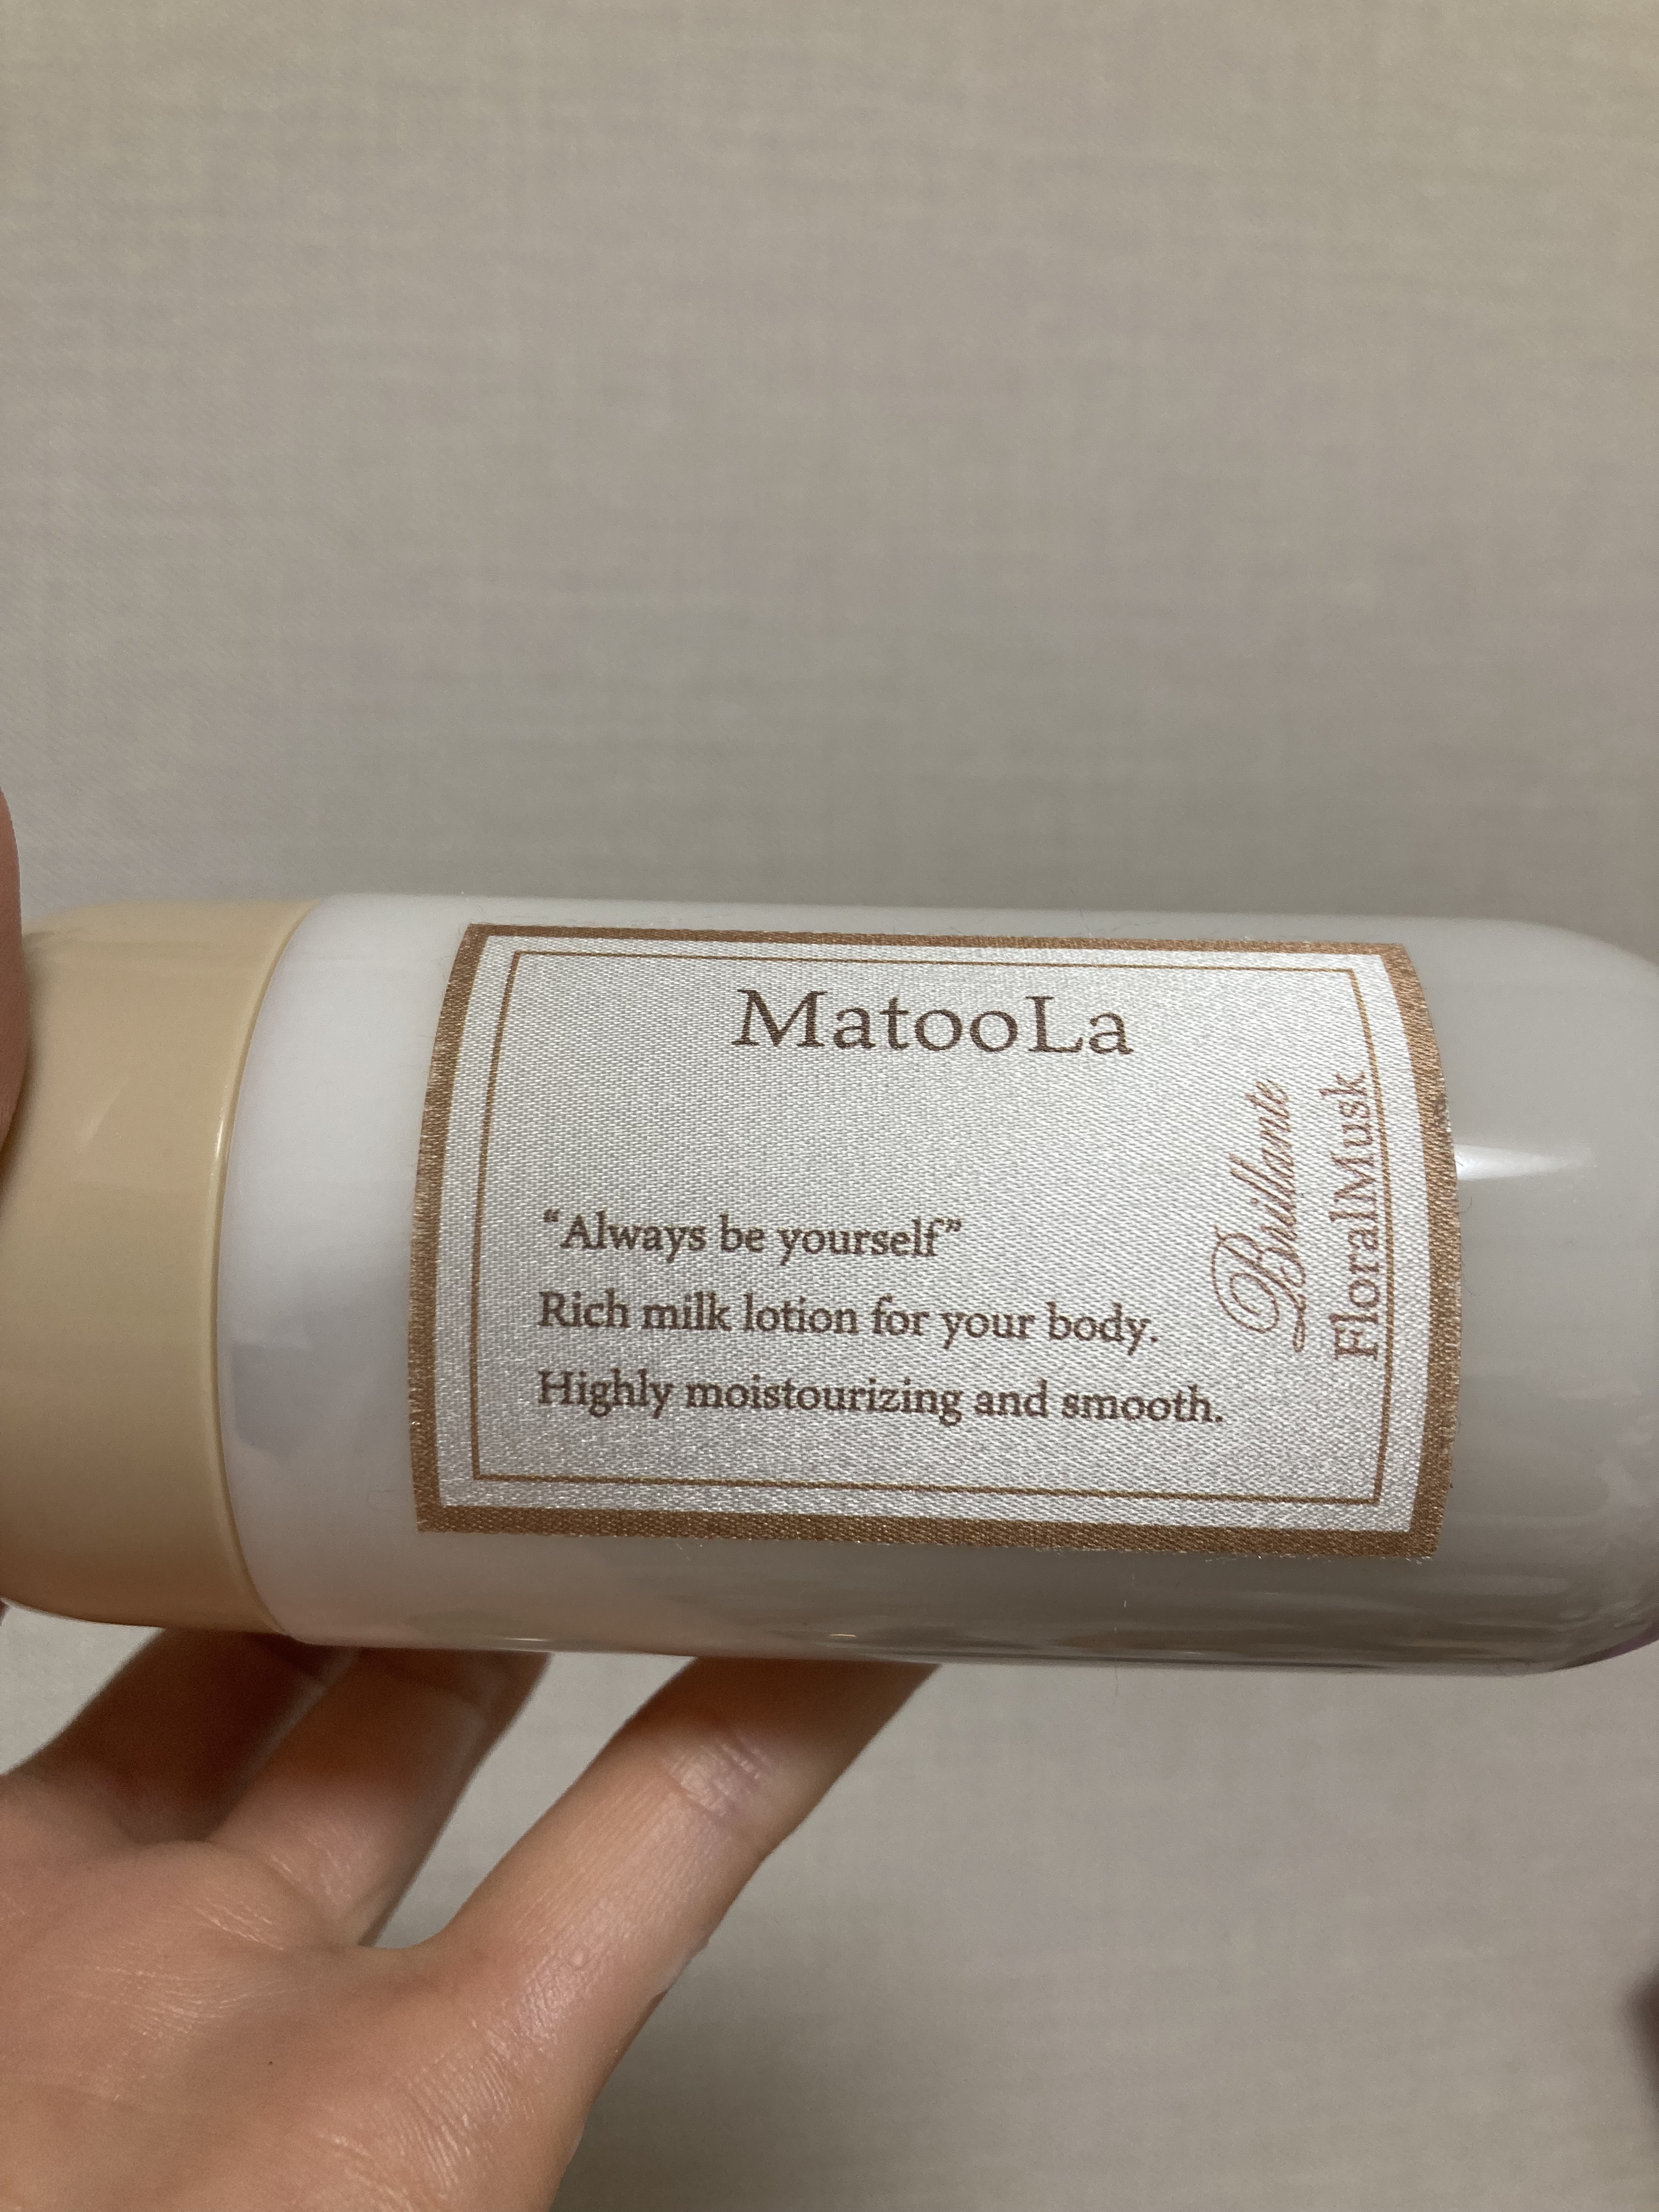 MatooLa
“Always be yourself”
Rich milk lotion for your body.
Highly moistourizing and smooth.
Brillante
FloralMusk